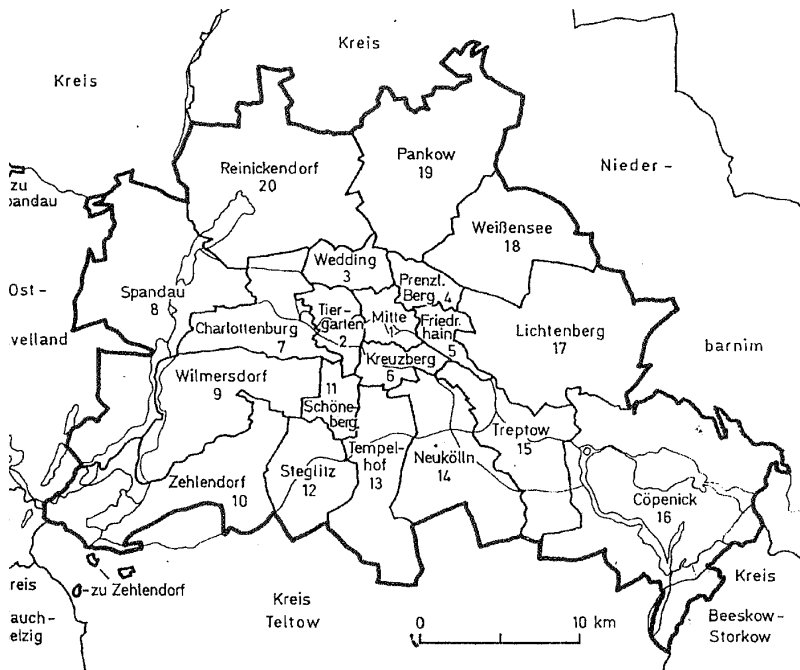 Kreis
Kreis
Reinickendorf
20
Pankow
19
Nieder-
zu
Weißensee
18
Wedding
3
Prenzl.
Berg 4
Ost-
Spandau
8
Tier-
garten
2
Mitte
1
Friedr.
hain
5
Charlottenburg
7
Lichtenberg
17
velland
barnim
Kreuzberg
6
Wilmersdorf
9
11
Schöne-
berg
Treptow
15
Tempel-
hof
13
Neukölln
14
Steglitz
12
Zehlendorf
10
Cöpenick
16
reis
zu Zehlendorf
Kreis
Teltow
Kreis
Beeskow-
Storkow
auch-
elzig
0 10 km